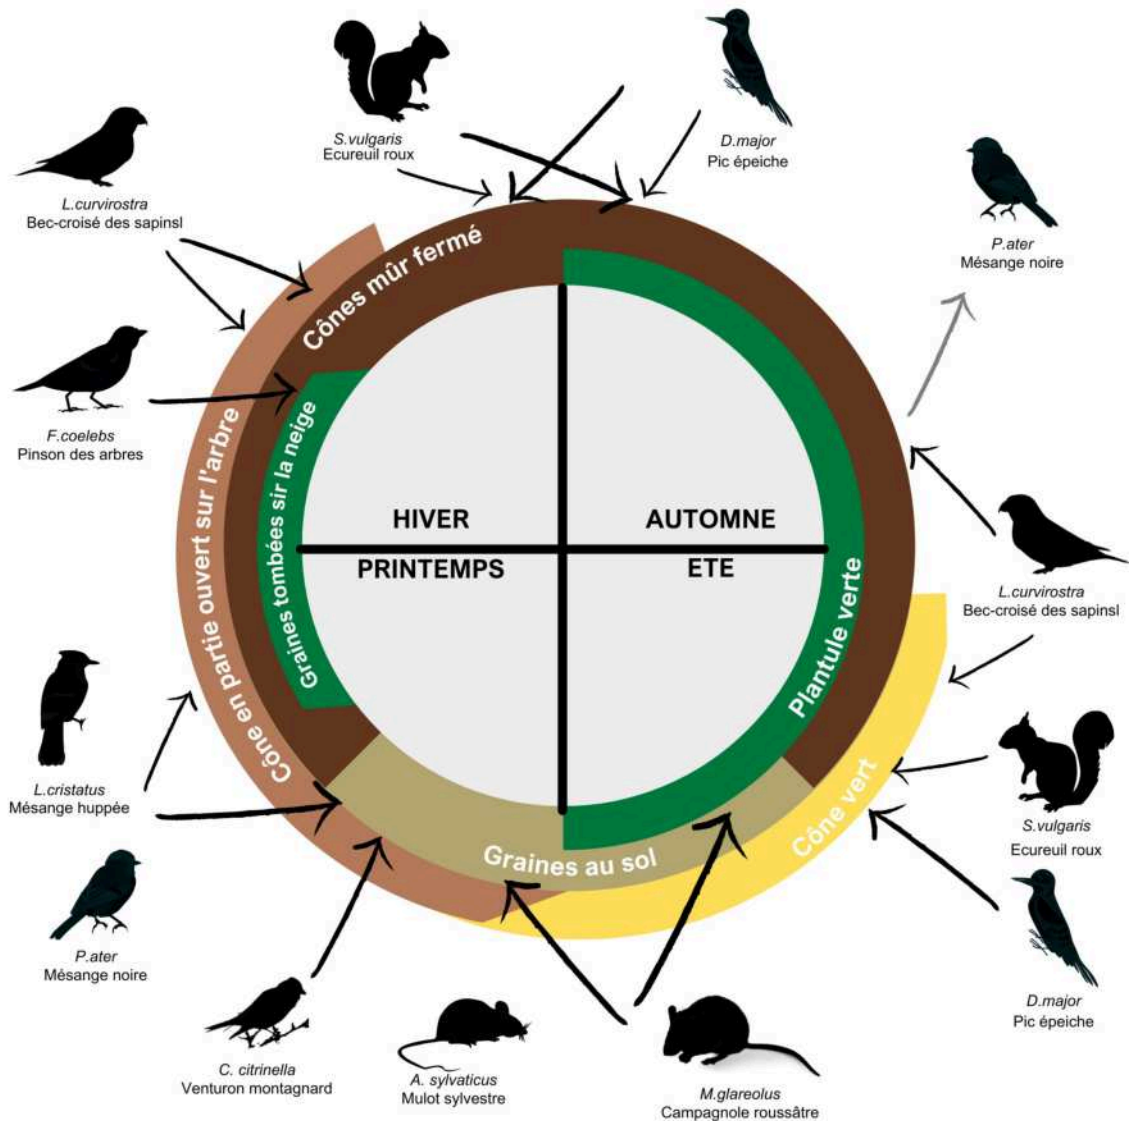 S.vulgaris
Ecureuil roux
D.major
Pic épeiche
L.curvirostra
Bec-croisé des sapinsl
P.ater
Mésange noire
Cônes mûr fermé
F.coelebs
Pinson des arbres
Graines tombées sir la neige
Cône en partie ouvert sur l'arbre
HIVER
AUTOMNE
PRINTEMPS
ETE
Plantule verte
L.curvirostra
Bec-croisé des sapinsl
L.cristatus
Mésange huppée
Cône vert
S.vulgaris
Ecureuil roux
Graines au sol
P.ater
Mésange noire
D.major
Pic épeiche
C. citrinella
Venturon montagnard
A. sylvaticus
Mulot sylvestre
M.glareolus
Campagnole roussâtre